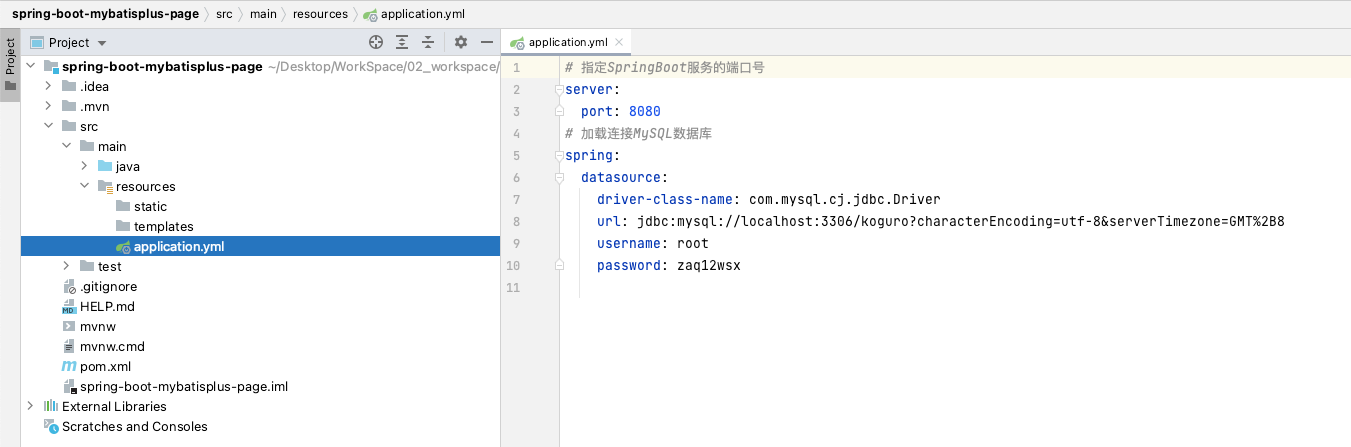 spring-boot-mybatisplus-page src main resources application.yml
Project
Project
spring-boot-mybatisplus-page ~/Desktop/WorkSpace/02_workspace/
.idea
.mvn
src
main
java
resources
static
templates
application.yml
test
.gitignore
HELP.md
mvnw
mvnw.cmd
pom.xml
spring-boot-mybatisplus-page.iml
External Libraries
Scratches and Consoles
application.yml
1 # 指定SpringBoot服务的端口号
2 server:
3 port: 8080
4 # 加载连接MySQL数据库
5 spring:
6 datasource:
7 driver-class-name: com.mysql.cj.jdbc.Driver
8 url: jdbc:mysql://localhost:3306/koguro?characterEncoding=utf-8&serverTimezone=GMT%2B8
9 username: root
10 password: zaq12wsx
11